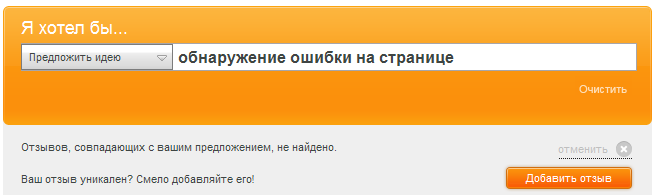 Я хотел бы...
Предложить идею обнаружение ошибки на странице
Очистить
Отзывов, совпадающих с вашим предложением, не найдено.
отменить
Ваш отзыв уникален? Смело добавляйте его!
Добавить отзыв